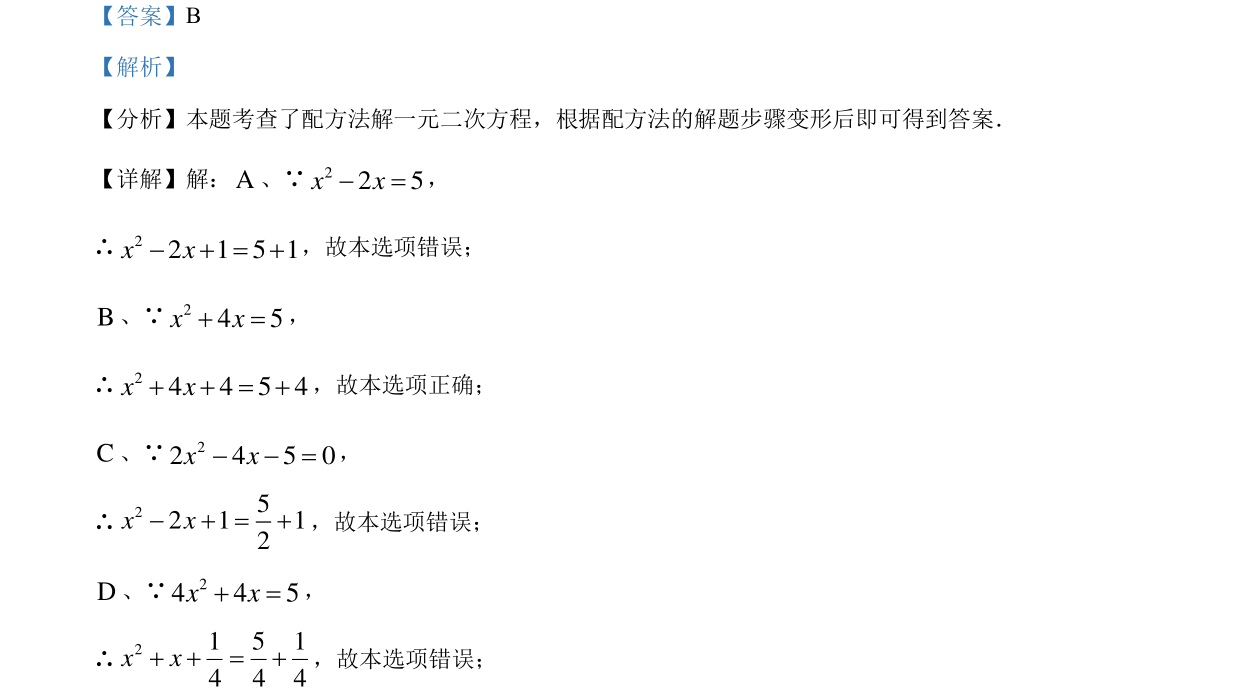 【答案】B
【解析】
【分析】本题考查了配方法解一元二次方程，根据配方法的解题步骤变形后即可得到答案．
【详解】解：A、∵ x² − 2x = 5，
∴ x² − 2x + 1 = 5 + 1，故本选项错误；
B、∵ x² + 4x = 5，
∴ x² + 4x + 4 = 5 + 4，故本选项正确；
C、∵ 2x² − 4x − 5 = 0，
∴ x² − 2x + 1 = 5/2 + 1，故本选项错误；
D、∵ 4x² + 4x = 5，
∴ x² + x + 1/4 = 5/4 + 1/4，故本选项错误；